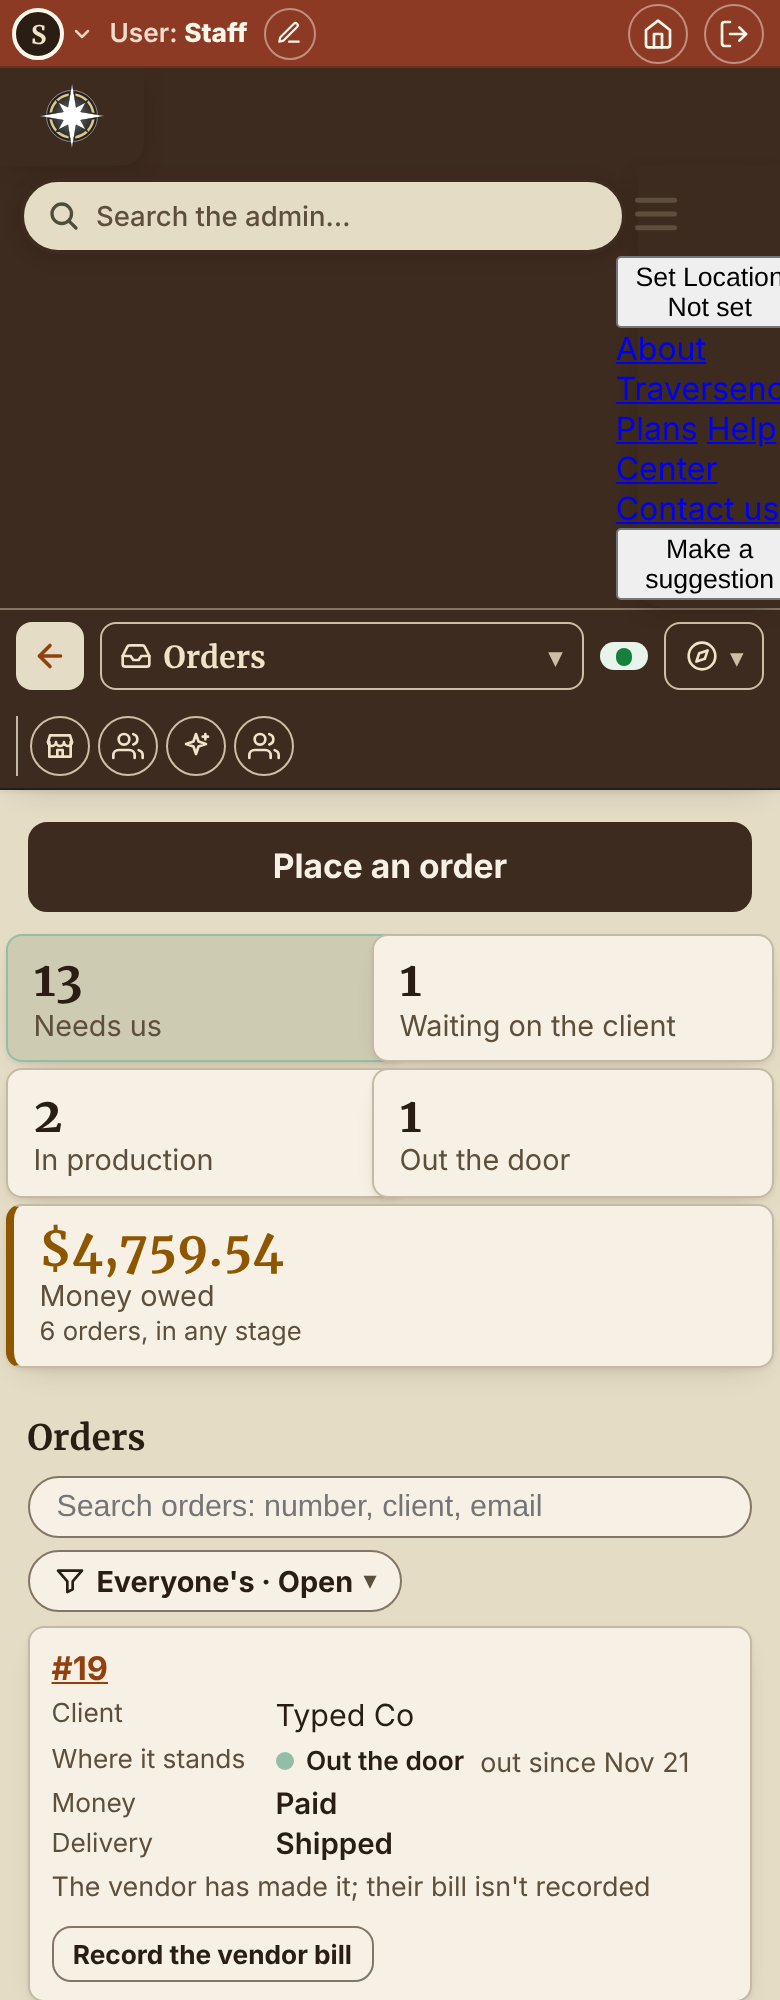 S User: Staff
Search the admin...
Set Location
Not set
About
Traversend
Plans Help
Center
Contact us
Make a
suggestion
Orders
Place an order
13
Needs us
1
Waiting on the client
2
In production
1
Out the door
$4,759.54
Money owed
6 orders, in any stage
Orders
Search orders: number, client, email
Everyone's · Open
#19
Client Typed Co
Where it stands Out the door out since Nov 21
Money Paid
Delivery Shipped
The vendor has made it; their bill isn't recorded
Record the vendor bill